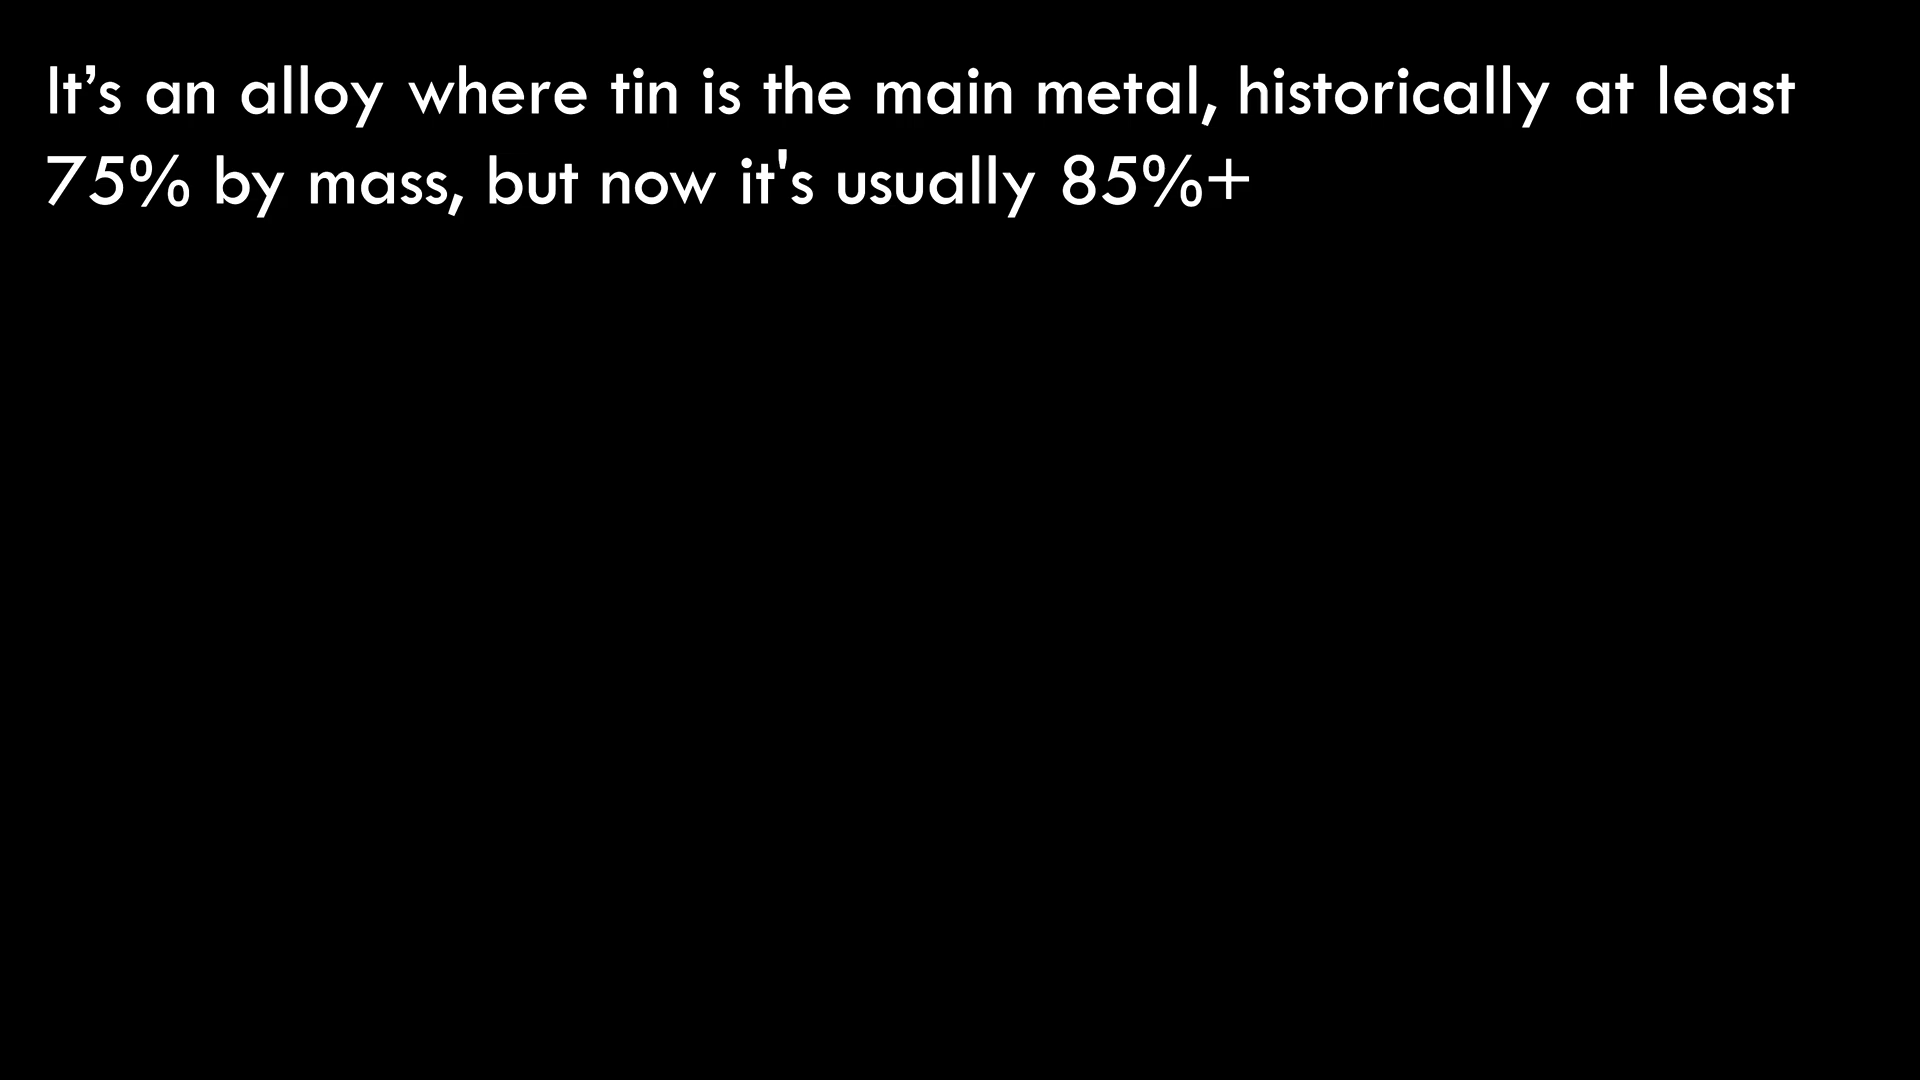 It’s an alloy where tin is the main metal, historically at least
75% by mass, but now it's usually 85%+